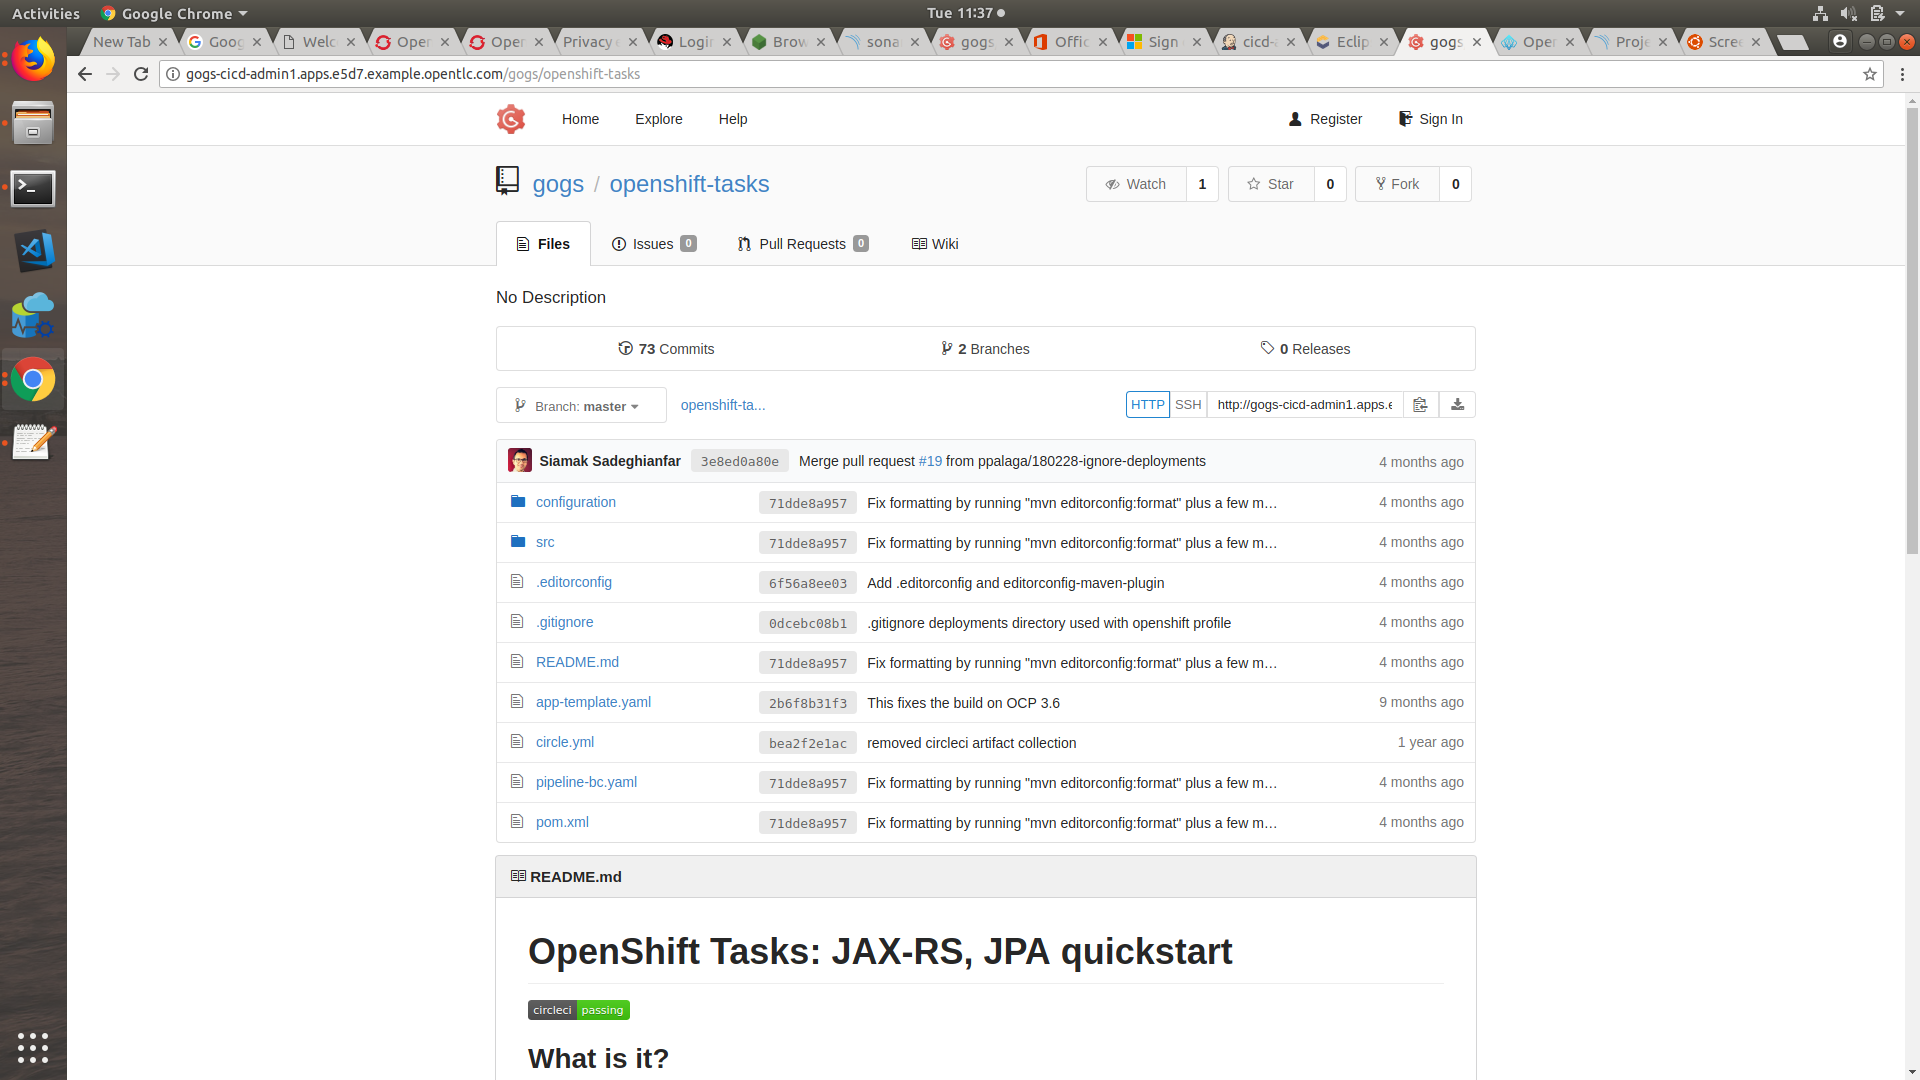 Activities Google Chrome Tue 11:37
New Tab Goog Welc Oper Oper Privacy Login Brow sona gogs Offic Sign cicd-a Eclip gogs Oper Proje Scre
gogs-cicd-admin1.apps.e5d7.example.opentlc.com/gogs/openshift-tasks
Home Explore Help Register Sign In
gogs / openshift-tasks Watch 1 Star 0 Fork 0
Files Issues 0 Pull Requests 0 Wiki
No Description
73 Commits 2 Branches 0 Releases
Branch: master openshift-ta... HTTP SSH http://gogs-cicd-admin1.apps.e
Siamak Sadeghianfar 3e8ed0a80e Merge pull request #19 from ppalaga/180228-ignore-deployments 4 months ago
configuration 71dde8a957 Fix formatting by running "mvn editorconfig:format" plus a few m... 4 months ago
src 71dde8a957 Fix formatting by running "mvn editorconfig:format" plus a few m... 4 months ago
.editorconfig 6f56a8ee03 Add .editorconfig and editorconfig-maven-plugin 4 months ago
.gitignore 0dcebc08b1 .gitignore deployments directory used with openshift profile 4 months ago
README.md 71dde8a957 Fix formatting by running "mvn editorconfig:format" plus a few m... 4 months ago
app-template.yaml 2b6f8b31f3 This fixes the build on OCP 3.6 9 months ago
circle.yml bea2f2e1ac removed circleci artifact collection 1 year ago
pipeline-bc.yaml 71dde8a957 Fix formatting by running "mvn editorconfig:format" plus a few m... 4 months ago
pom.xml 71dde8a957 Fix formatting by running "mvn editorconfig:format" plus a few m... 4 months ago
README.md
OpenShift Tasks: JAX-RS, JPA quickstart
circleci passing
What is it?